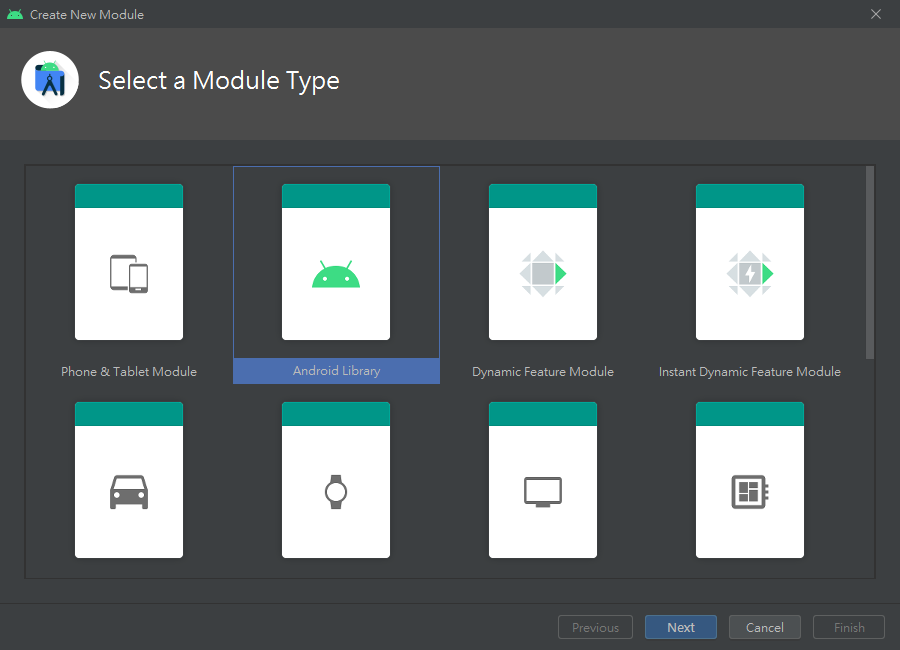 Create New Module
Select a Module Type
Phone & Tablet Module
Android Library
Dynamic Feature Module
Instant Dynamic Feature Module
Previous
Next
Cancel
Finish